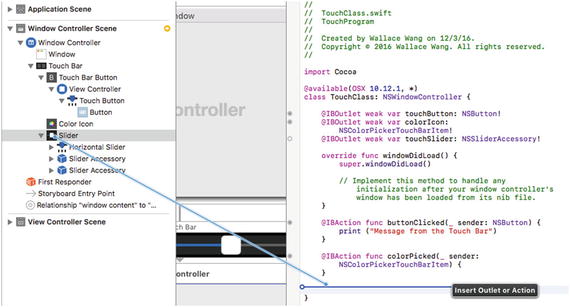 Application Scene
Window Controller Scene
Window Controller
Window
Touch Bar
Touch Bar Button
View Controller
Touch Button
Button
Color Icon
Slider
Horizontal Slider
Slider Accessory
Slider Accessory
First Responder
Storyboard Entry Point
Relationship "window content" to "...
View Controller Scene
ndow
ontroller
ch Bar
ontroller
//
//  TouchClass.swift
//  TouchProgram
//
//  Created by Wallace Wang on 12/3/16.
//  Copyright © 2016 Wallace Wang. All rights reserved.
//
import Cocoa
@available(OSX 10.12.1, *)
class TouchClass: NSWindowController {
@IBOutlet weak var touchButton: NSButton!
@IBOutlet weak var colorIcon:
NSColorPickerTouchBarItem!
@IBOutlet weak var touchSlider: NSSliderAccessory!
override func windowDidLoad() {
super.windowDidLoad()
// Implement this method to handle any
initialization after your window controller's
window has been loaded from its nib file.
}
@IBAction func buttonClicked(_ sender: NSButton) {
print ("Message from the Touch Bar")
}
@IBAction func colorPicked(_ sender:
NSColorPickerTouchBarItem) {
}
Insert Outlet or Action
}